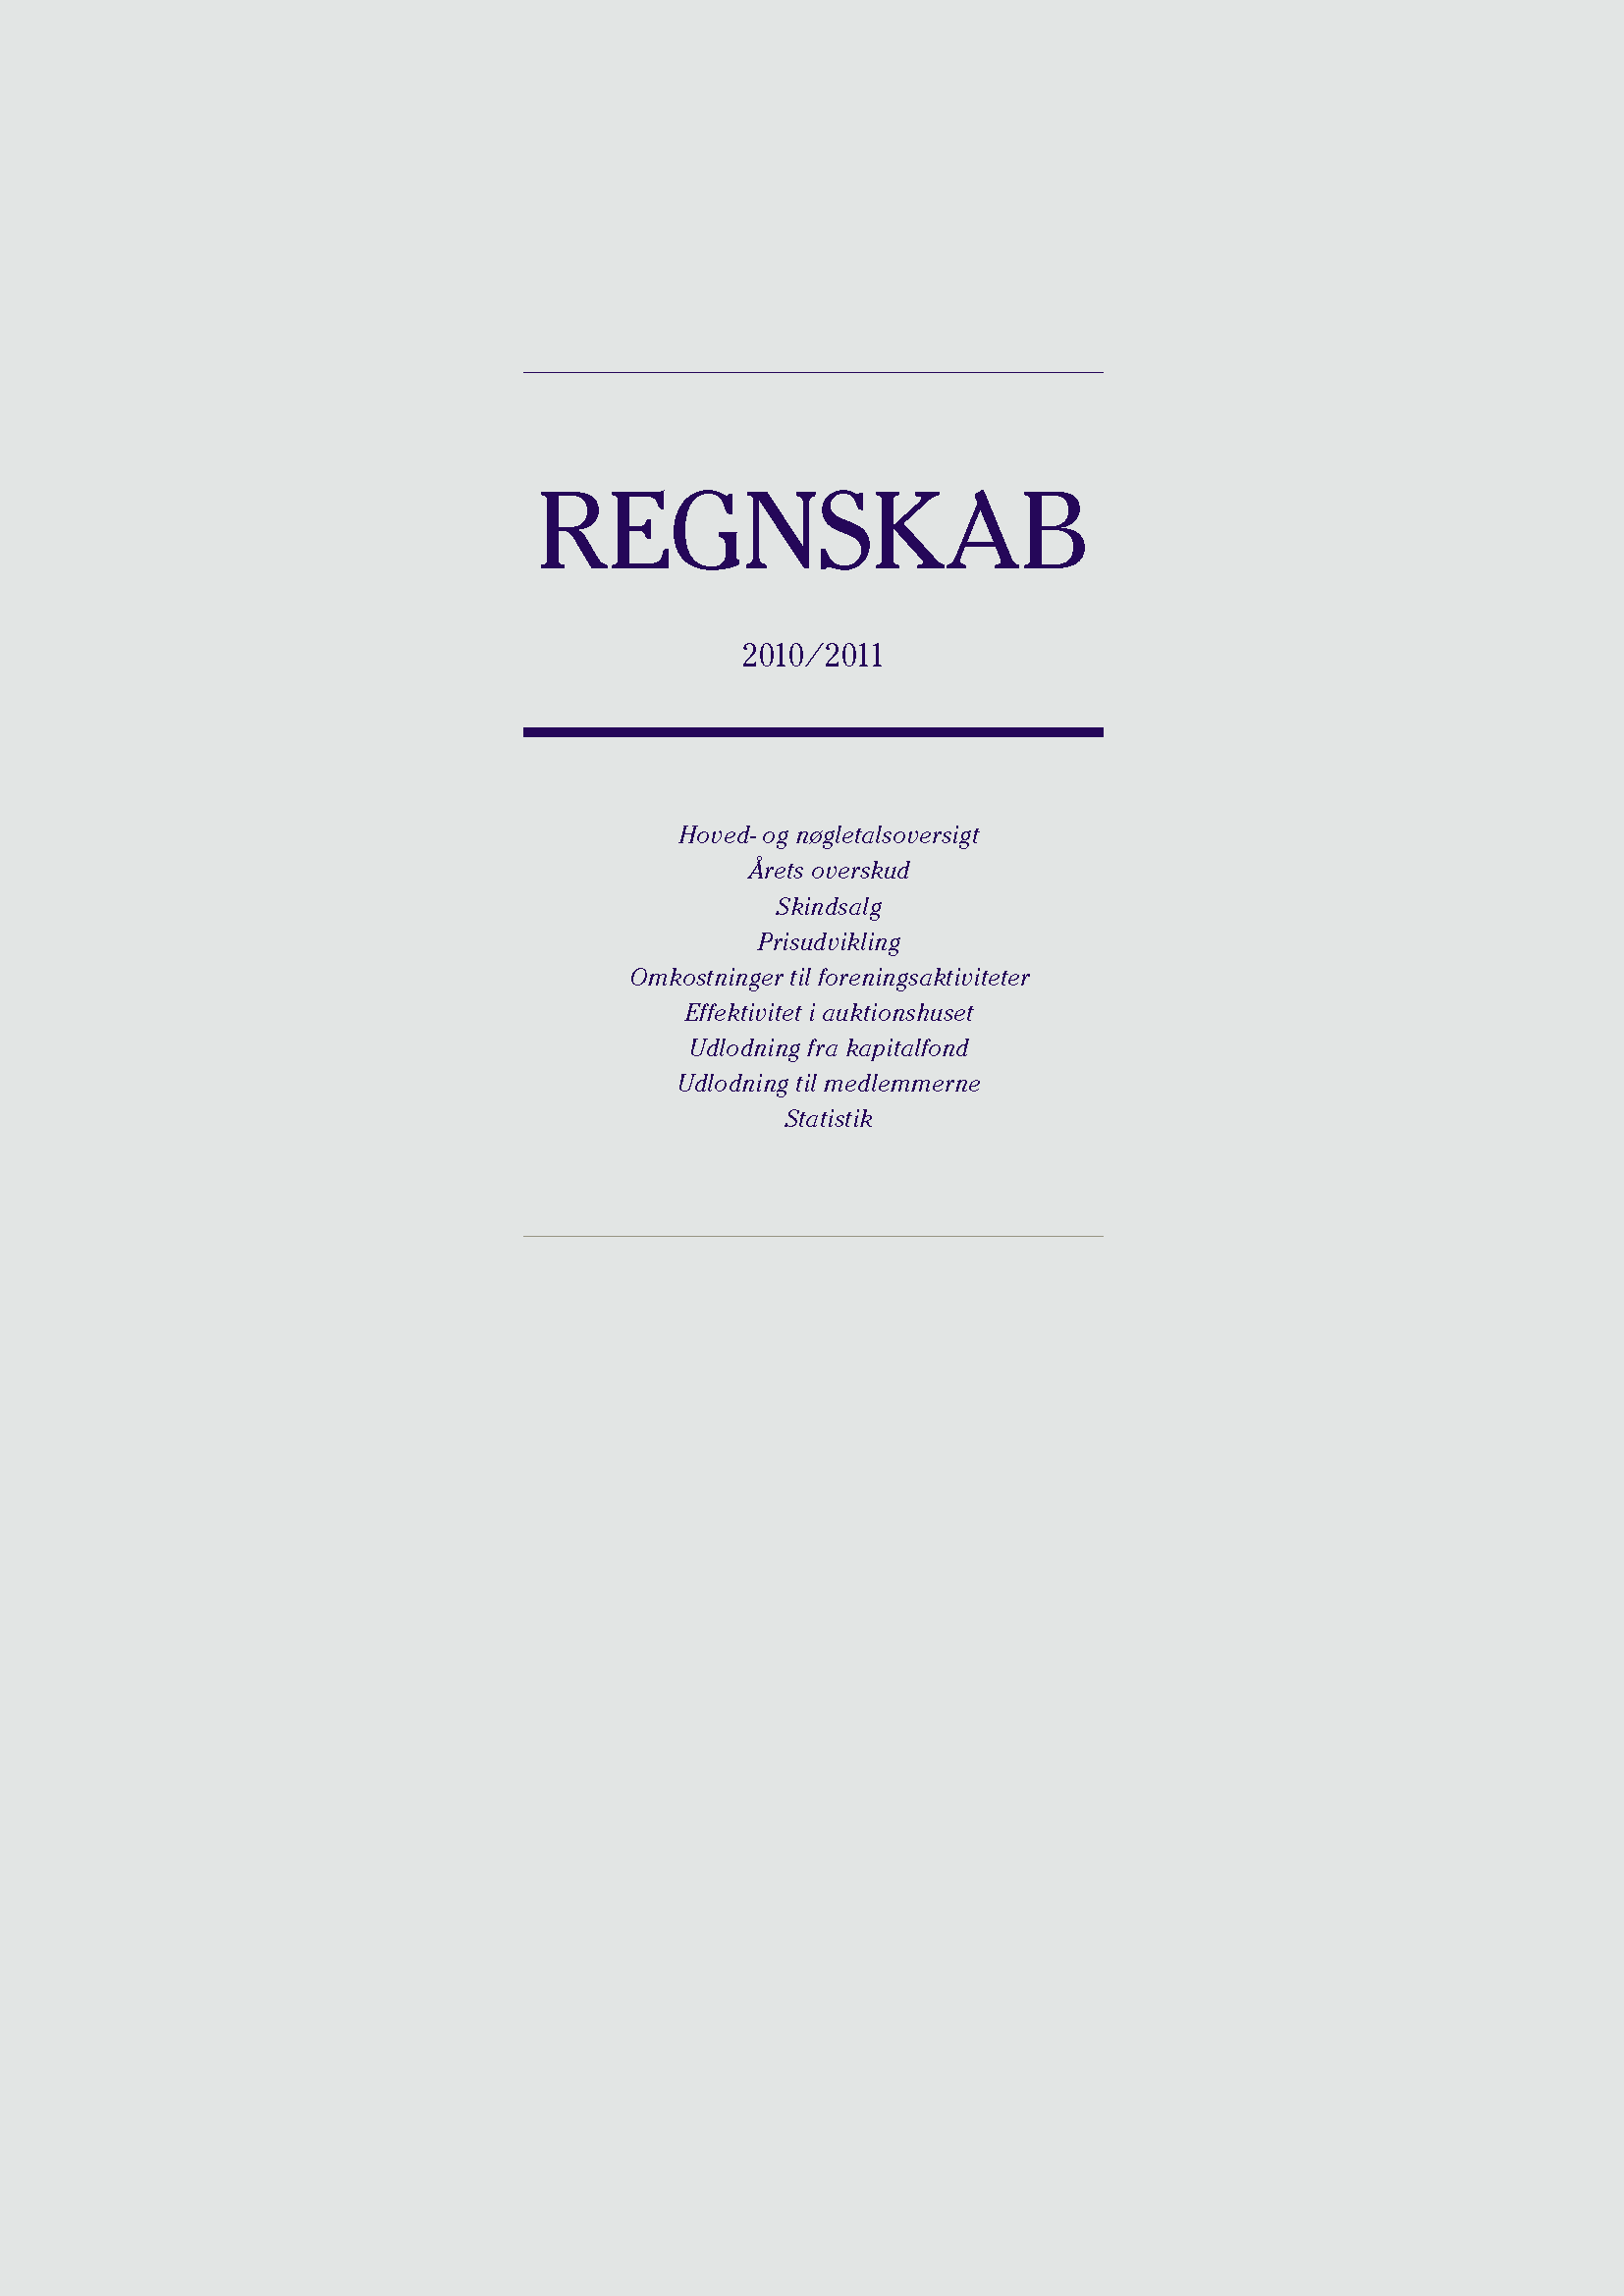 REGNSKAB
2010/2011
Hoved- og nøgletalsoversigt
Årets overskud
Skindsalg
Prisudvikling
Omkostninger til foreningsaktiviteter
Effektivitet i auktionshuset
Udlodning fra kapitalfond
Udlodning til medlemmerne
Statistik